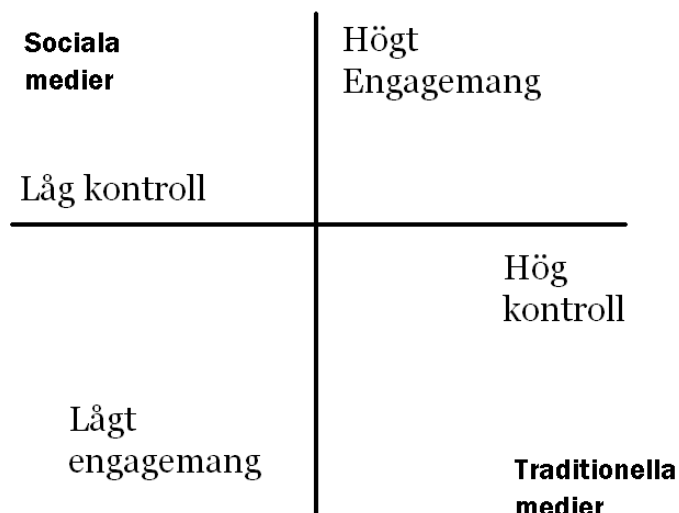 Sociala
medier
Högt
Engagemang
Låg kontroll
Hög
kontroll
Lågt
engagemang
Traditionella
medier